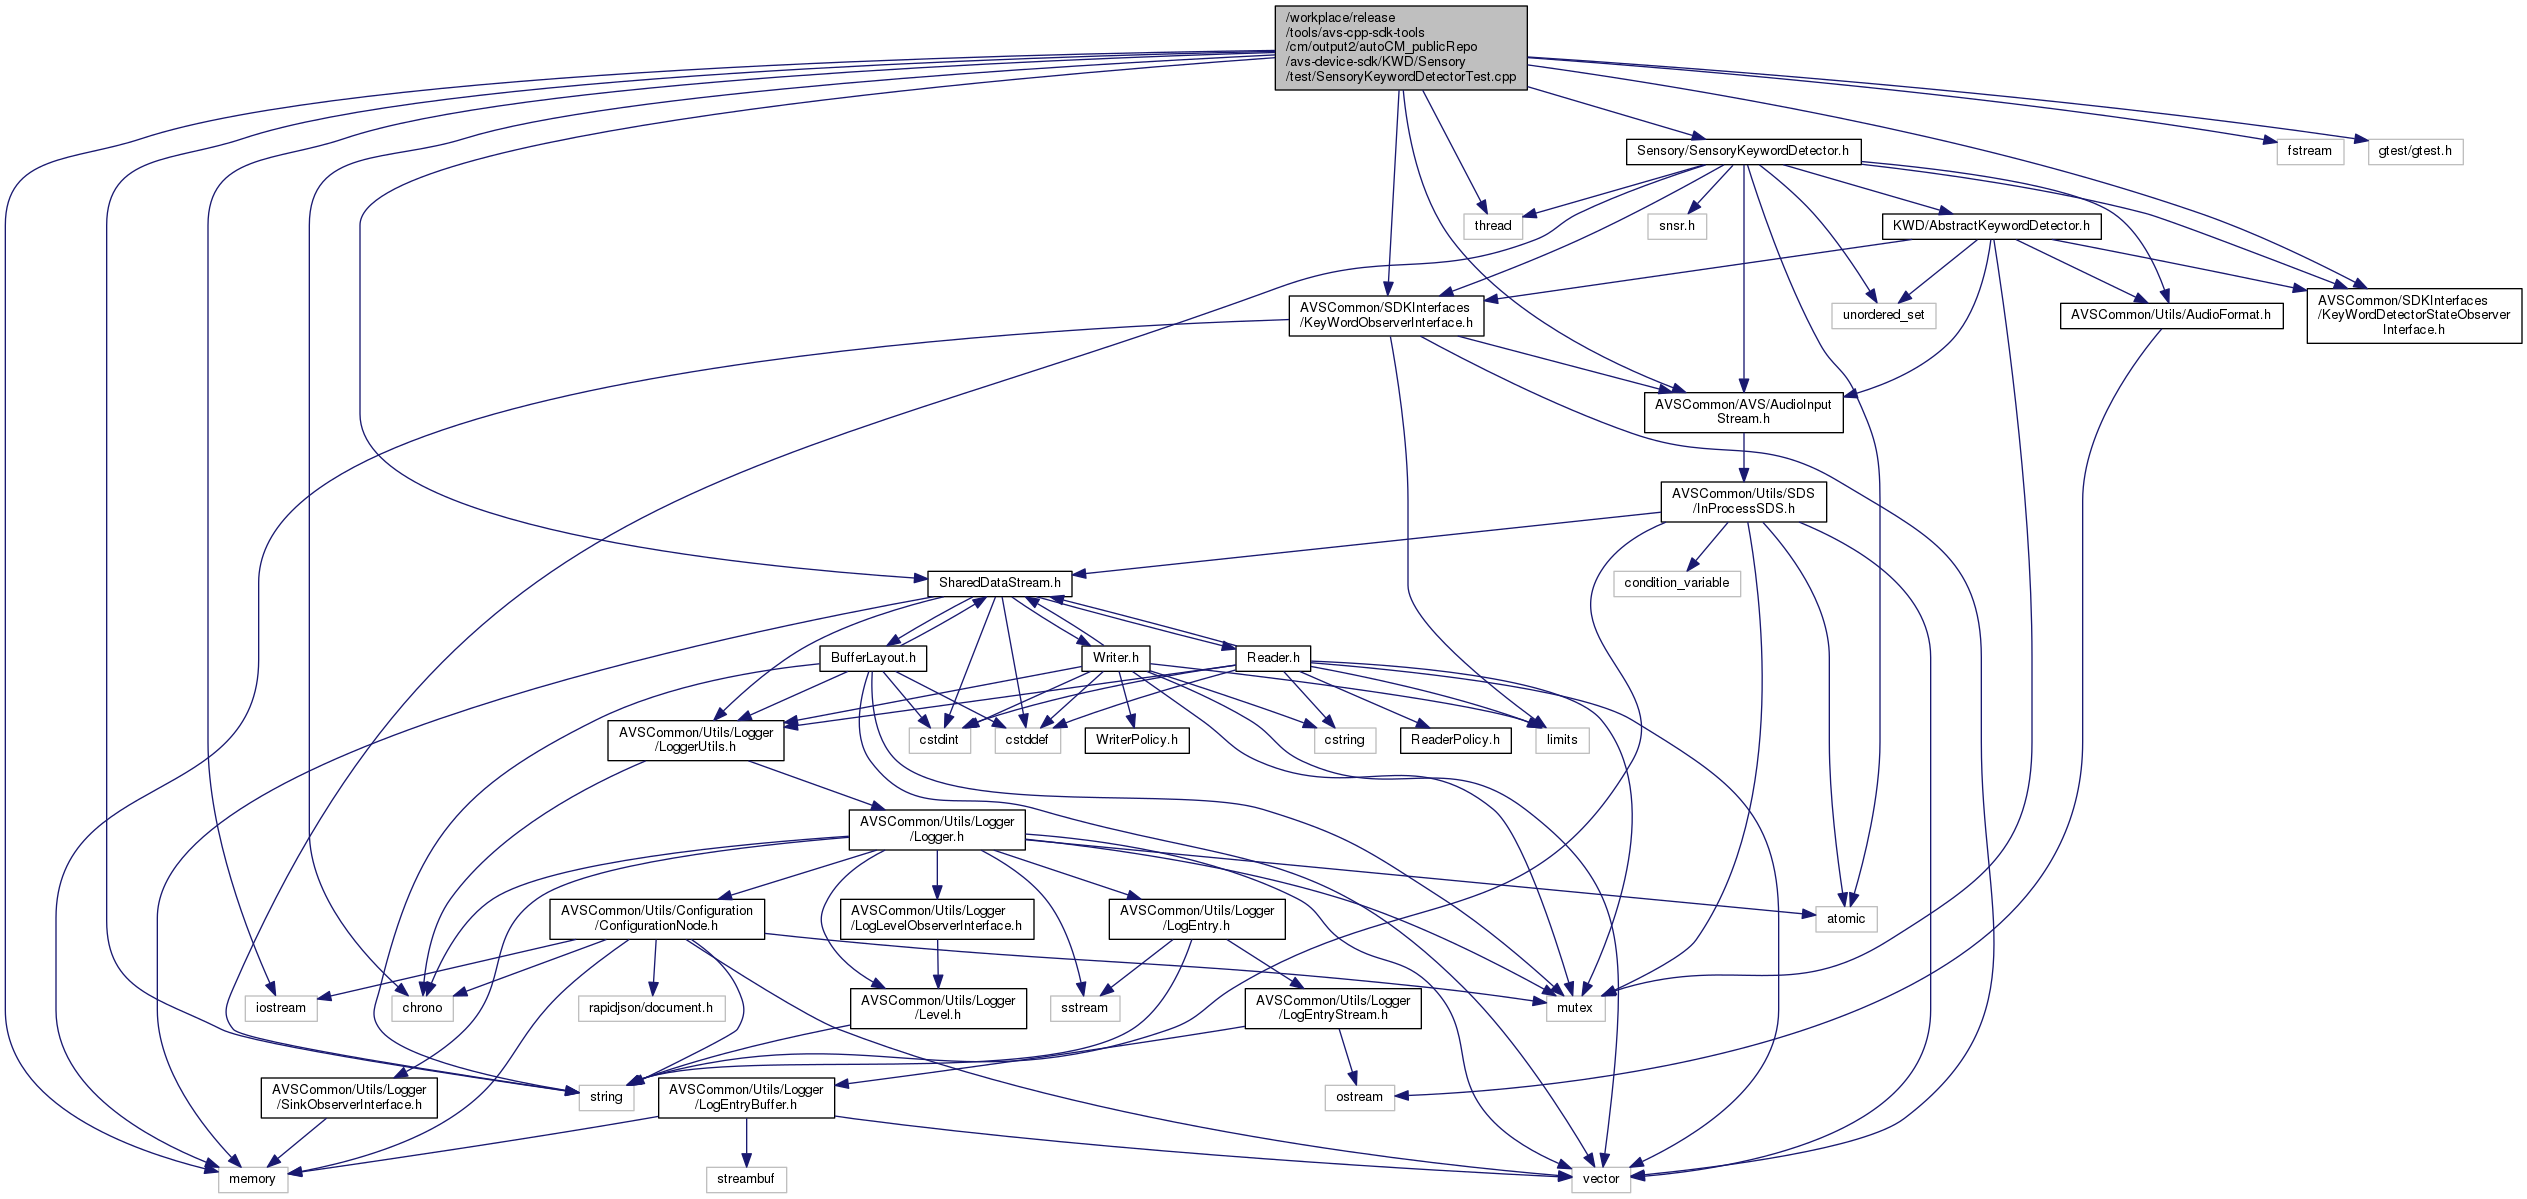 /workplace/release
/tools/avs-cpp-sdk-tools
/cm/output2/autoCM_publicRepo
/avs-device-sdk/KWD/Sensory
/test/SensoryKeywordDetectorTest.cpp
Sensory/SensoryKeywordDetector.h
fstream
gtest/gtest.h
thread
snsr.h
KWD/AbstractKeywordDetector.h
AVSCommon/SDKInterfaces
/KeyWordObserverInterface.h
unordered_set
AVSCommon/Utils/AudioFormat.h
AVSCommon/SDKInterfaces
/KeyWordDetectorStateObserver
Interface.h
AVSCommon/AVS/AudioInput
Stream.h
AVSCommon/Utils/SDS
/InProcessSDS.h
SharedDataStream.h
condition_variable
BufferLayout.h
Writer.h
Reader.h
AVSCommon/Utils/Logger
/LoggerUtils.h
cstdint
cstddef
WriterPolicy.h
cstring
ReaderPolicy.h
limits
AVSCommon/Utils/Logger
/Logger.h
AVSCommon/Utils/Configuration
/ConfigurationNode.h
AVSCommon/Utils/Logger
/LogLevelObserverInterface.h
AVSCommon/Utils/Logger
/LogEntry.h
atomic
iostream
chrono
rapidjson/document.h
AVSCommon/Utils/Logger
/Level.h
sstream
AVSCommon/Utils/Logger
/LogEntryStream.h
mutex
AVSCommon/Utils/Logger
/SinkObserverInterface.h
string
AVSCommon/Utils/Logger
/LogEntryBuffer.h
ostream
memory
streambuf
vector